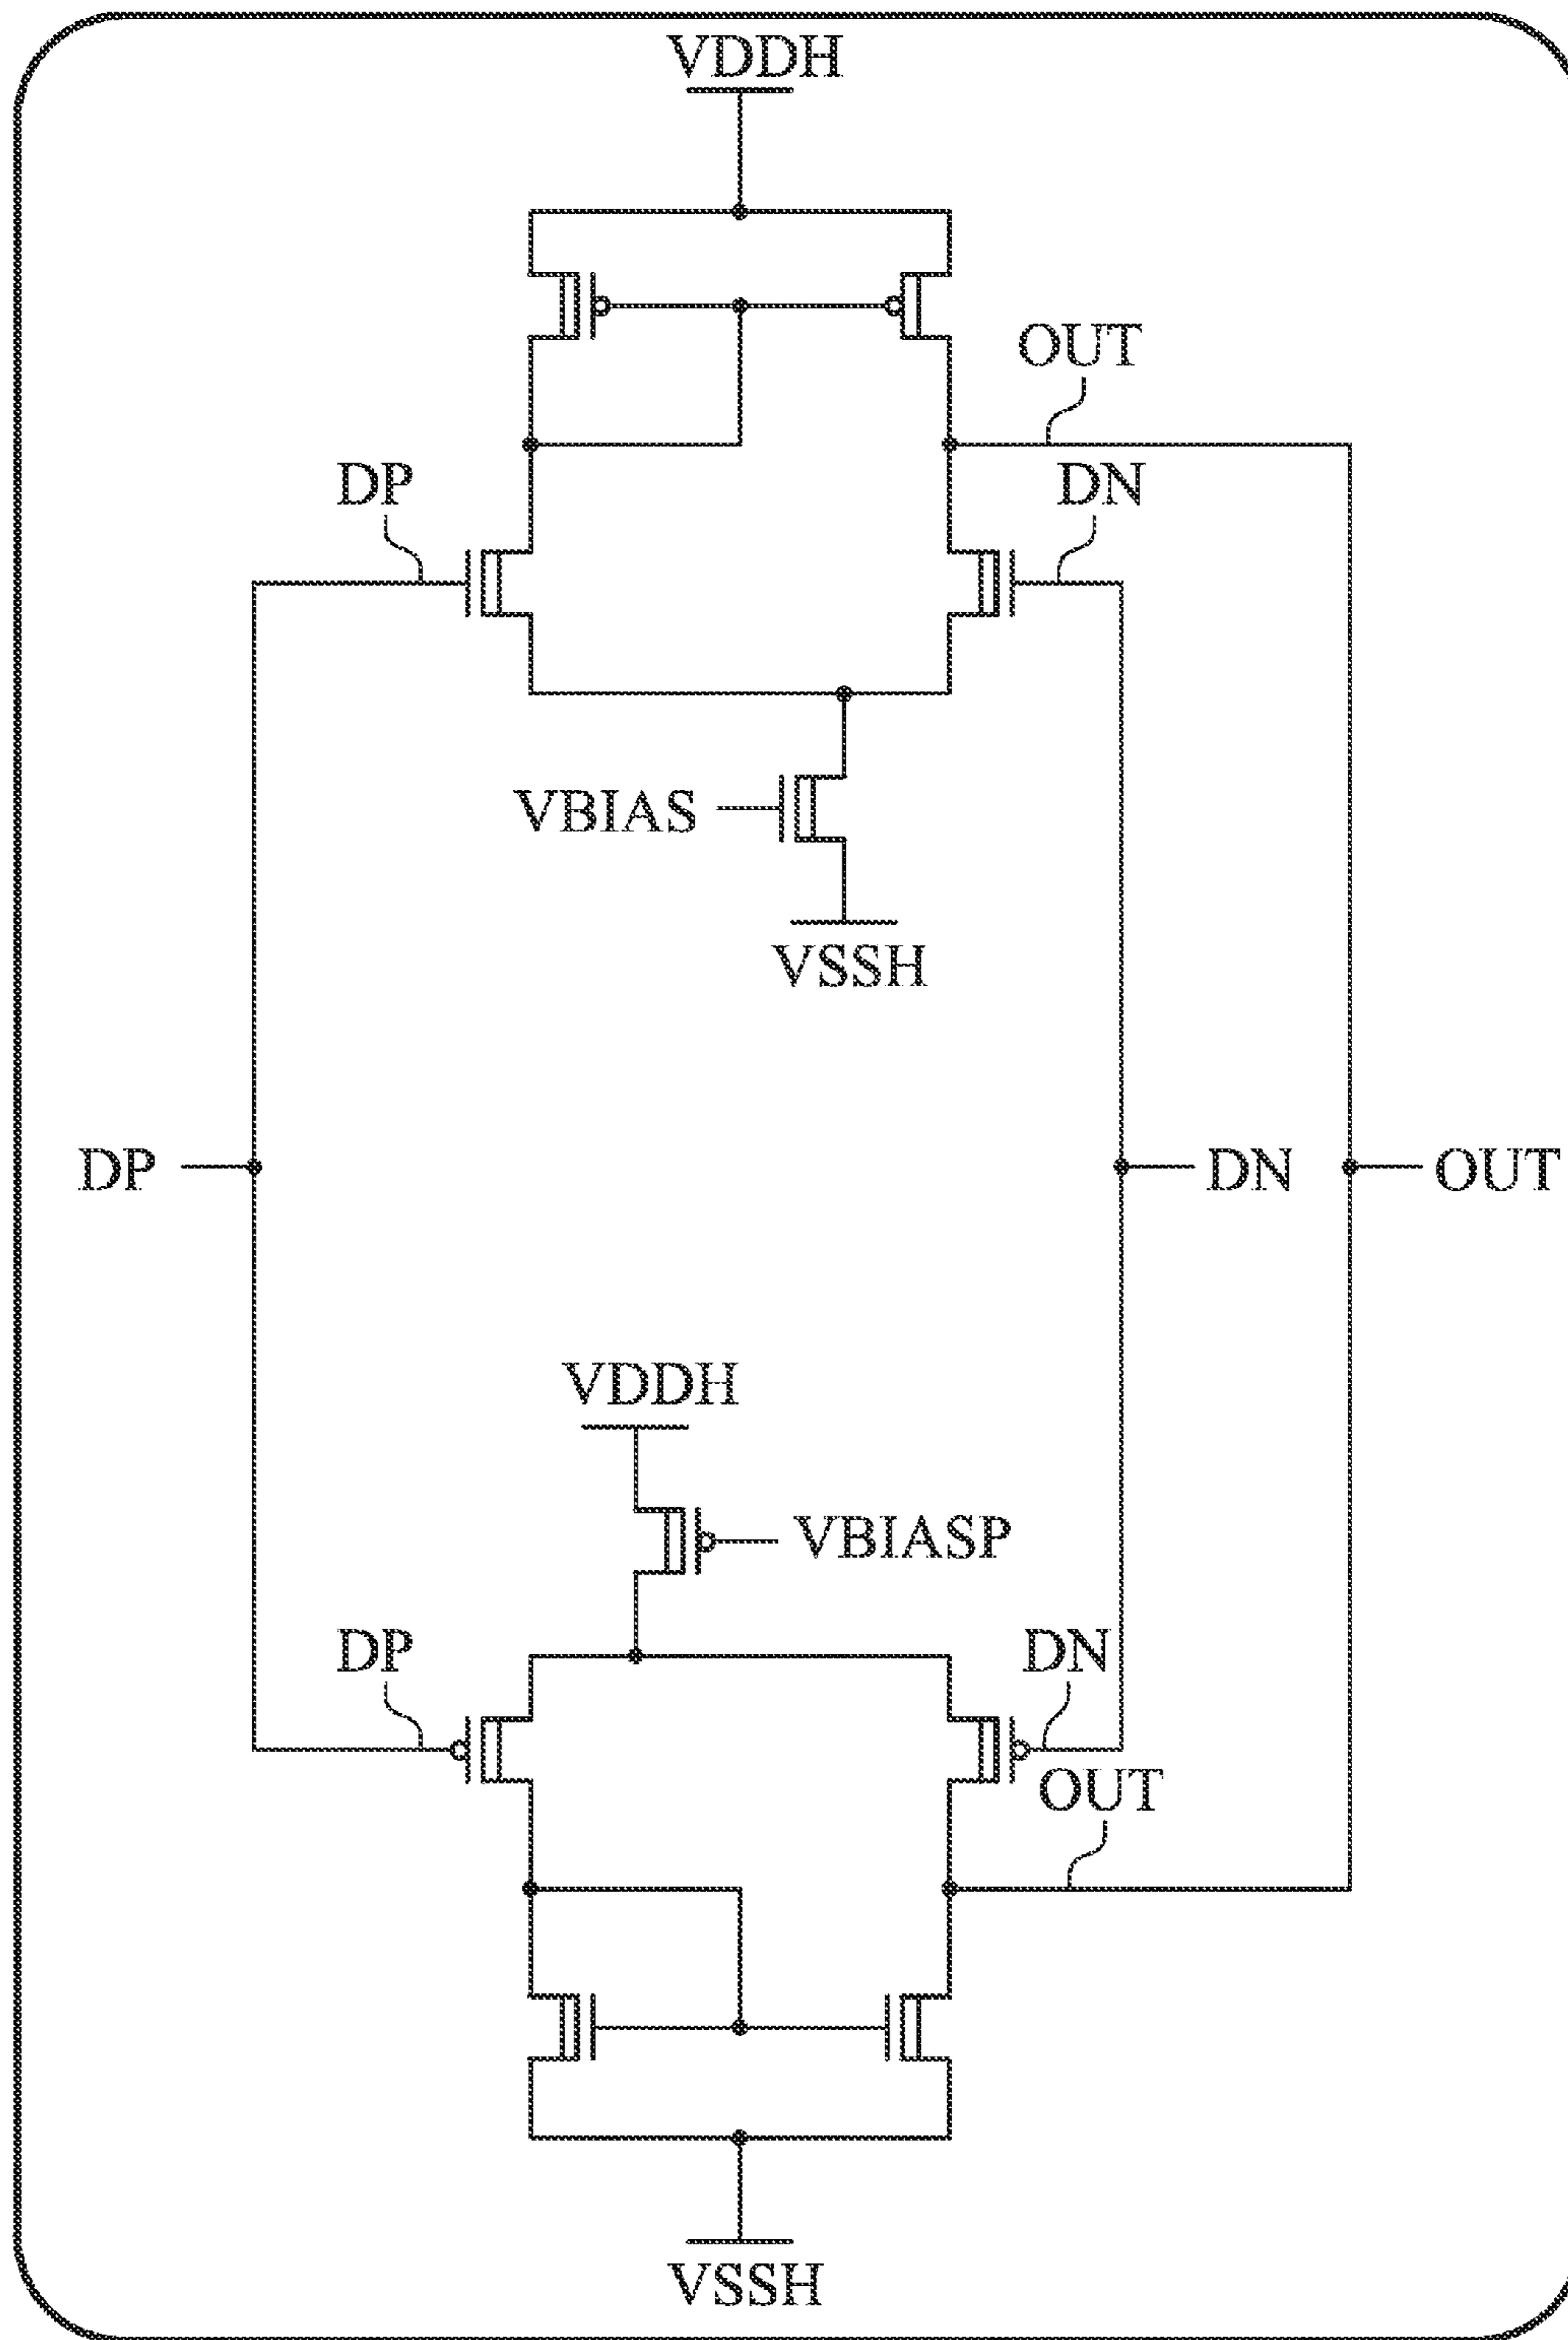 VDDH
OUT
DP
DN
VBIAS
VSSH
DP
DN
OUT
VDDH
VBIASP
DP
DN
OUT
VSSH